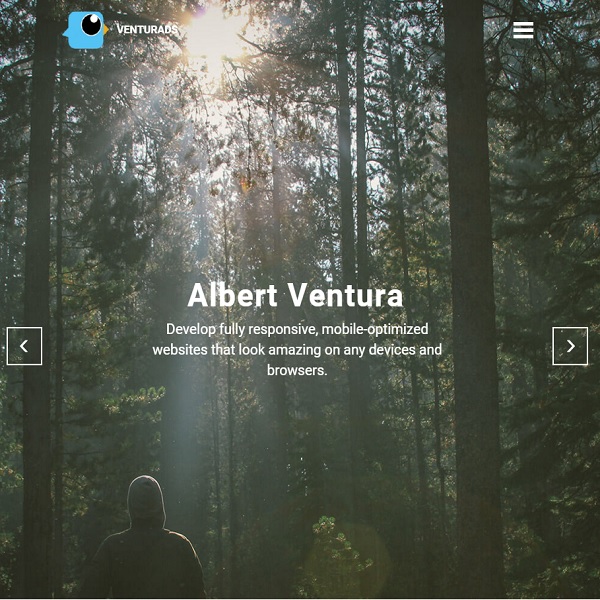 VENTURADS
Albert Ventura
Develop fully responsive, mobile-optimized
websites that look amazing on any devices and
browsers.